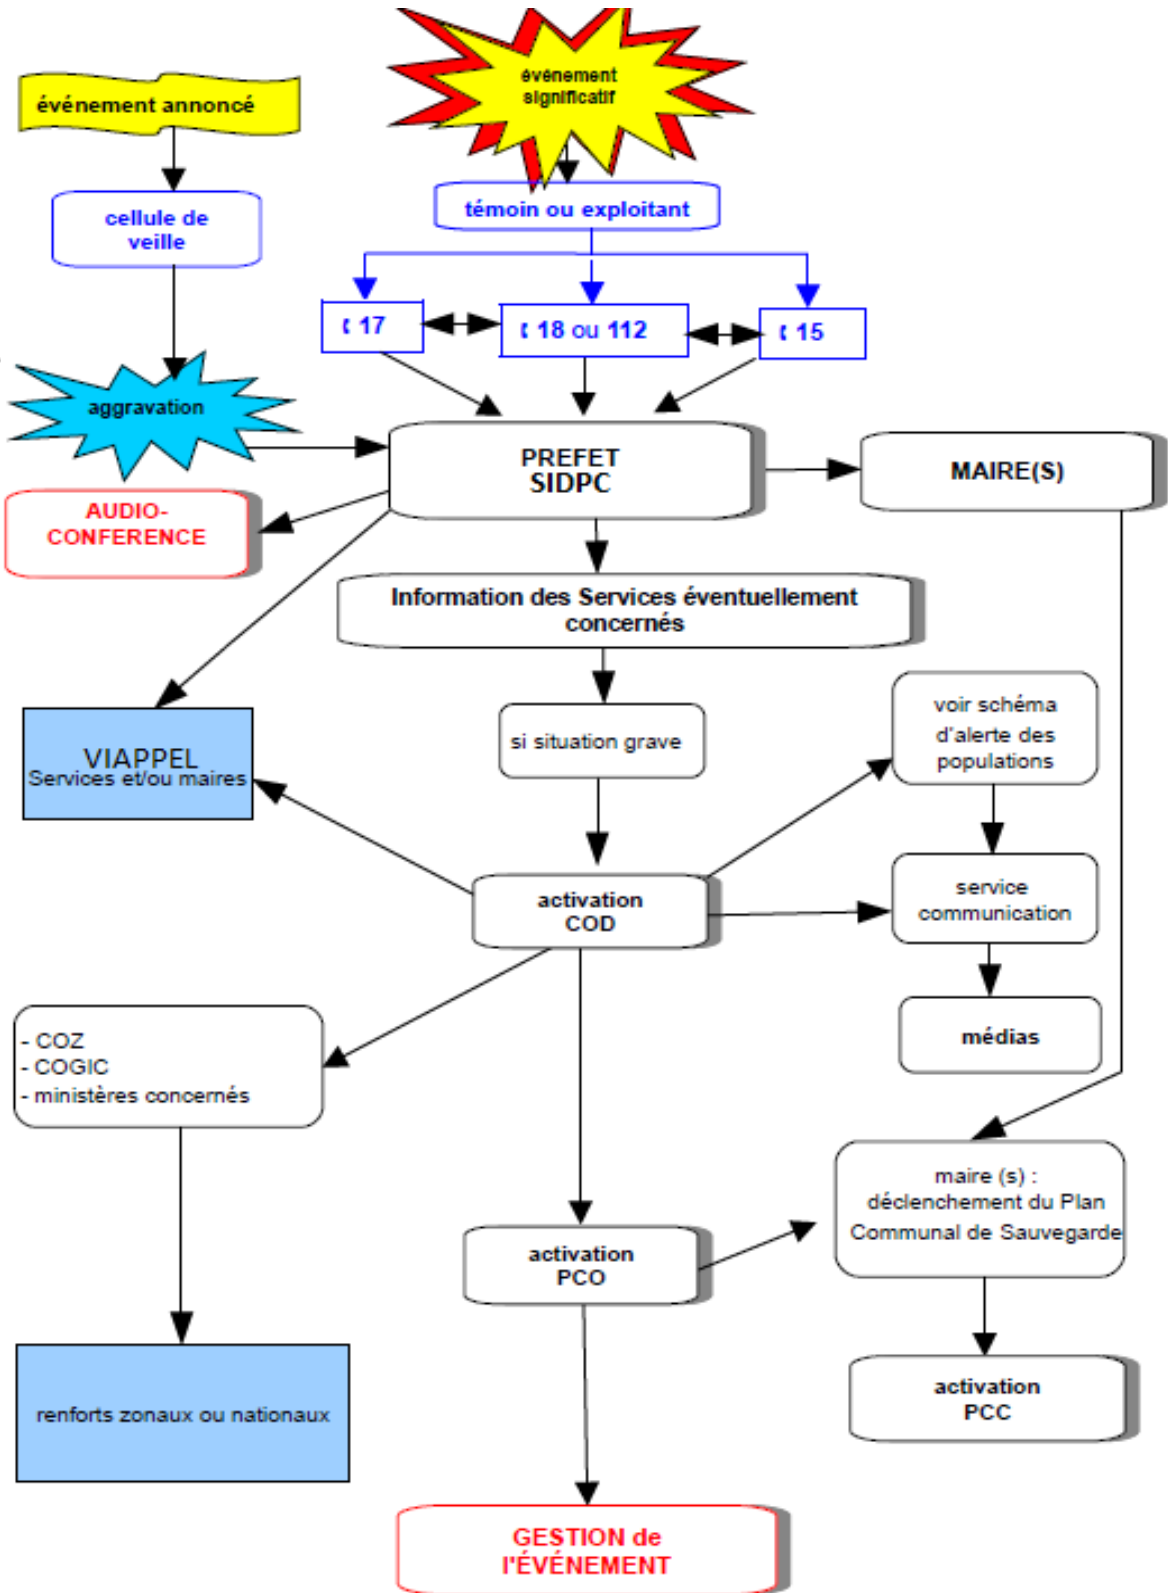 événement
significatif
événement annoncé
témoin ou exploitant
cellule de
veille
17
18 ou 112
15
aggravation
PREFET
SIDPC
MAIRE(S)
AUDIO-
CONFERENCE
Information des Services éventuellement
concernés
voir schéma
d'alerte des
populations
si situation grave
VIAPPEL
Services et/ou maires
service
communication
activation
COD
médias
- COZ
- COGIC
- ministères concernés
maire (s) :
déclenchement du Plan
Communal de Sauvegarde
activation
PCO
activation
PCC
renforts zonaux ou nationaux
GESTION de
l'ÉVÉNEMENT